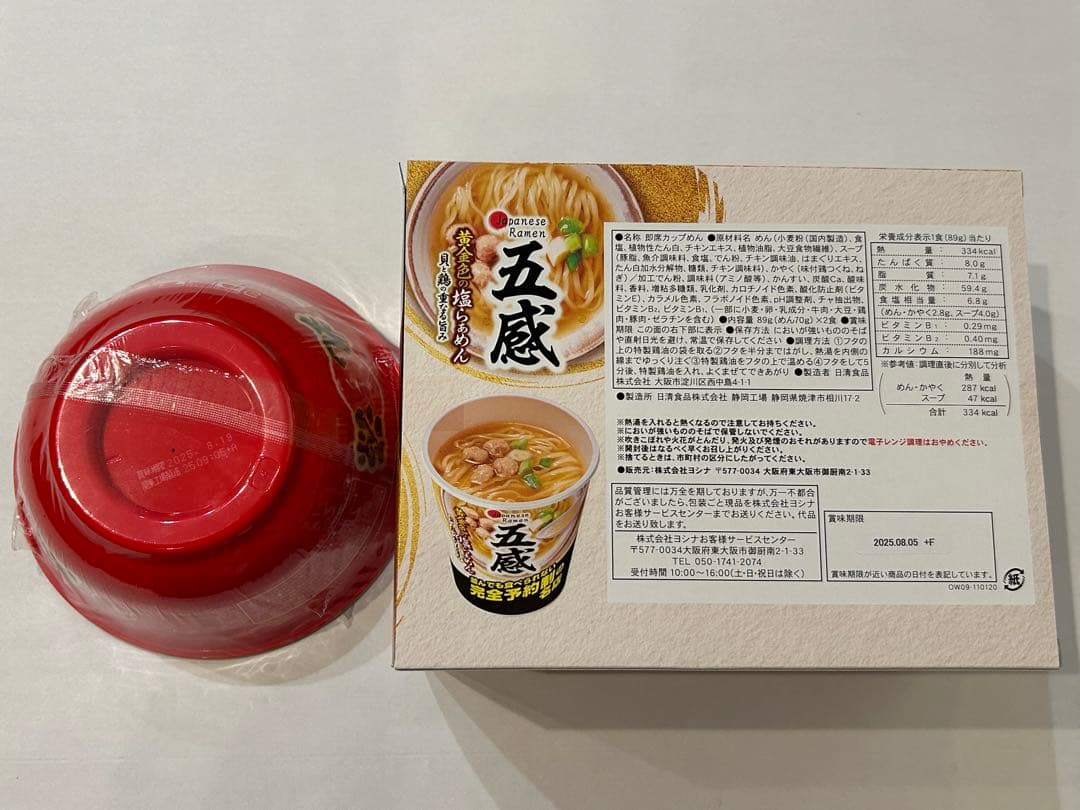 Japanese
Ramen
五感
黄金色の塩らぁめん
貝と鶏の重なる旨み
●名称 即席カップめん ●原材料名 めん(小麦粉(国内製造)、食
塩、植物性たん白、チキンエキス、植物油脂、大豆食物繊維)、スープ
(豚脂、魚介調味料、食塩、でん粉、チキン調味油、はまぐりエキス、
たん白加水分解物、糖類、チキン調味料)、かやく(味付鶏つくね、ね
ぎ)/加工でん粉、調味料(アミノ酸等)、かんすい、炭酸Ca、酸味
料、香料、増粘多糖類、乳化剤、カロチノイド色素、酸化防止剤(ビタ
ミンE)、カラメル色素、フラボノイド色素、pH調整剤、チャ抽出物、
ビタミンB₂、ビタミンB₁、(一部に小麦・卵・乳成分・牛肉・大豆・鶏
肉・豚肉・ゼラチンを含む) ●内容量 89g(めん70g)×2食 ●賞味
期限 この面の右下部に表示 ●保存方法 においが強いもののそば
や直射日光を避け、常温で保存してください ●調理方法 ①フタの
上の特製鶏油の袋を取る②フタを半分まではがし、熱湯を内側の
線までゆっくり注ぐ③特製鶏油をフタの上で温める④フタをして5
分後、特製鶏油を入れ、よくまぜてできあがり ●製造者 日清食品
株式会社 大阪市淀川区西中島4-1-1
●製造所 日清食品株式会社 静岡工場 静岡県焼津市相川17-2
栄養成分表示1食(89g)当たり
熱量 334kcal
たんぱく質: 8.0g
脂質: 7.1g
炭水化物: 59.4g
食塩相当量: 6.8g
(めん・かやく2.8g、スープ4.0g)
ビタミンB₁: 0.29mg
ビタミンB₂: 0.40mg
カルシウム: 188mg
※参考値:調理直後に分別して分析
熱量
めん・かやく 287 kcal
スープ 47 kcal
合計 334 kcal
※熱湯を入れると熱くなるので注意してお持ちください。
※においが強いもののそばで保管しないでください。
※吹きこぼれや火花がとんだり、発火及び発煙のおそれがありますので電子レンジ調理はおやめください。
※開封後はなるべく早くお召し上がりください。
※捨てるときは、市町村の区分にしたがってください。
●販売元:株式会社ヨシナ 〒577-0034 大阪府東大阪市御厨南2-1-33
品質管理には万全を期しておりますが、万一不都合
がございましたら、包装ごと現品を株式会社ヨシナ
お客様サービスセンターまでお送りください。代品
をお送り致します。
株式会社ヨシナお客様サービスセンター
〒577-0034大阪府東大阪市御厨南2-1-33
TEL 050-1741-2074
受付時間 10:00〜16:00(土・日・祝日は除く)
賞味期限
2025.08.05 +F
賞味期限が近い商品の日付を表記しています。
紙
OW09-110120
Japanese
Ramen
五感
並んでも食べられない
完全予約制の
賞味期限 2025. 8.19